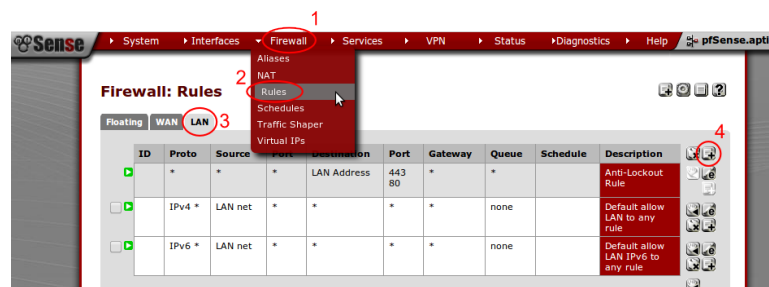 1
Sense System Interfaces Firewall Services VPN Status Diagnostics Help pfSense.apti
Aliases
NAT
Firewall: Rules 2 Rules
Schedules
Floating WAN LAN 3 Traffic Shaper
Virtual IPs 4
ID Proto Source Port Destination Port Gateway Queue Schedule Description
* * * LAN Address 443 * * Anti-Lockout
80 Rule
IPv4 * LAN net * * * * none Default allow
LAN to any
rule
IPv6 * LAN net * * * * none Default allow
LAN IPv6 to
any rule